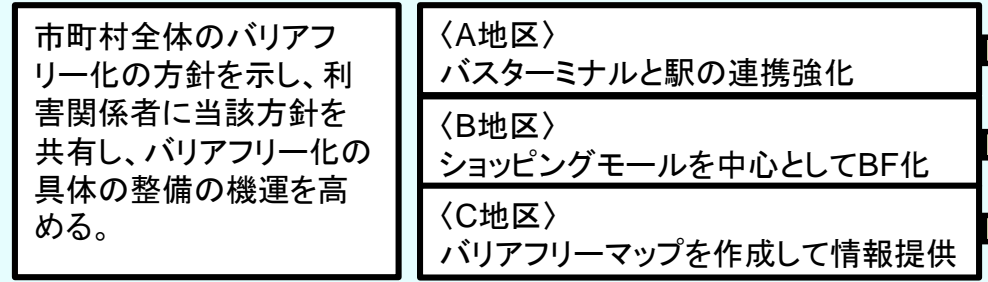 市町村全体のバリアフ
リー化の方針を示し、利
害関係者に当該方針を
共有し、バリアフリー化の
具体の整備の機運を高
める。
〈A地区〉
バスターミナルと駅の連携強化
〈B地区〉
ショッピングモールを中心としてBF化
〈C地区〉
バリアフリーマップを作成して情報提供